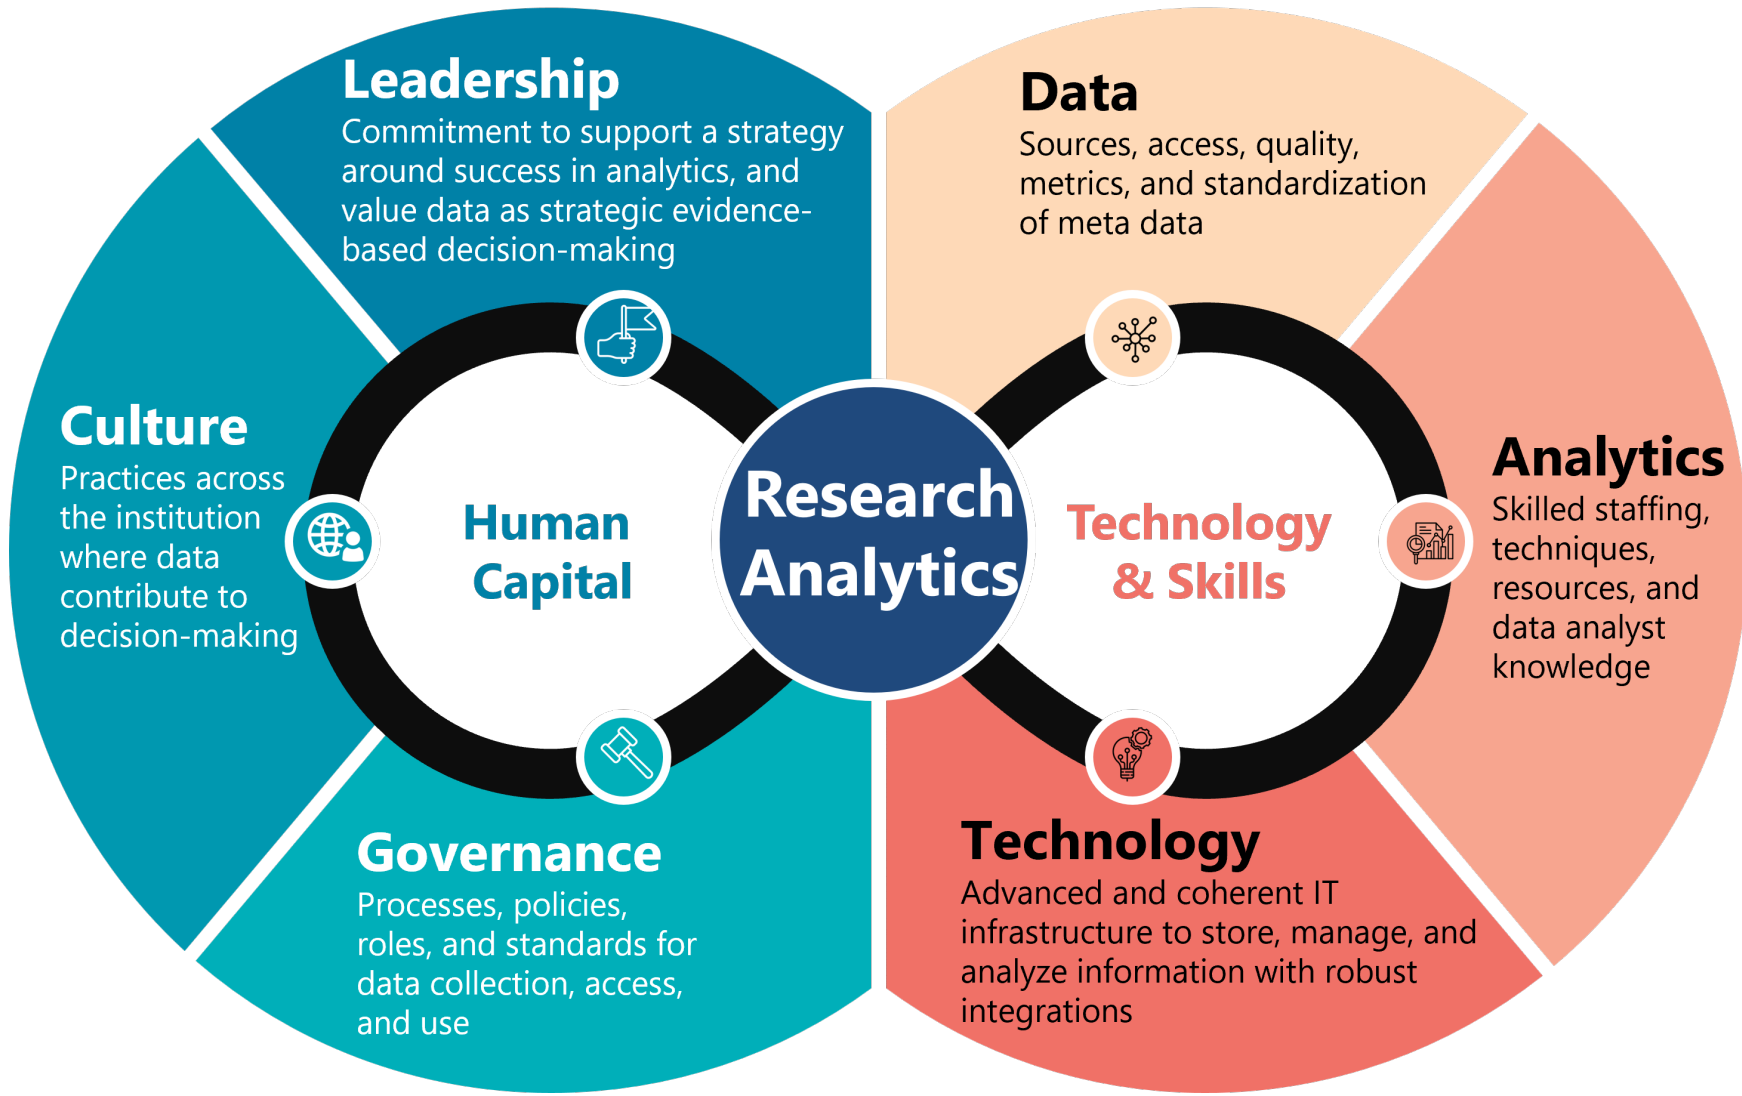 Leadership
Commitment to support a strategy
around success in analytics, and
value data as strategic evidence-
based decision-making
Culture
Practices across
the institution
where data
contribute to
decision-making
Governance
Processes, policies,
roles, and standards for
data collection, access,
and use
Human
Capital
Research
Analytics
Technology
& Skills
Data
Sources, access, quality,
metrics, and standardization
of meta data
Analytics
Skilled staffing,
techniques,
resources, and
data analyst
knowledge
Technology
Advanced and coherent IT
infrastructure to store, manage, and
analyze information with robust
integrations